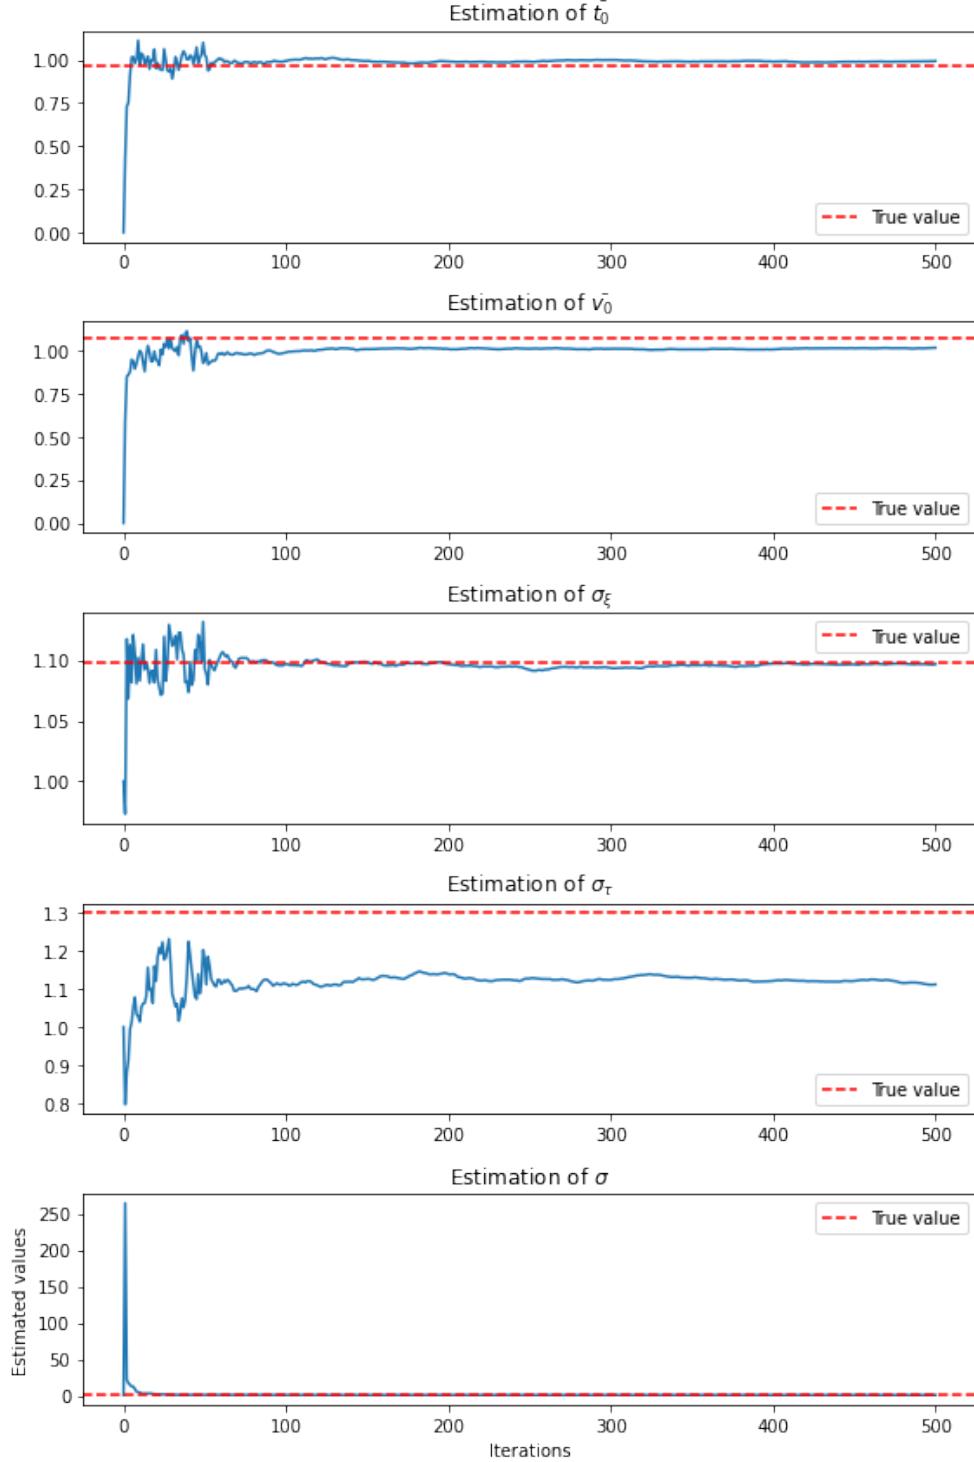 Estimation of t̄₀
1.00
0.75
0.50
0.25
0.00
True value
0 100 200 300 400 500
Estimation of v̄₀
1.00
0.75
0.50
0.25
0.00
True value
0 100 200 300 400 500
Estimation of σ_ξ
True value
1.10
1.05
1.00
0 100 200 300 400 500
Estimation of σ_τ
1.3
1.2
1.1
1.0
0.9
0.8
True value
0 100 200 300 400 500
Estimation of σ
True value
250
200
150
100
50
0
Estimated values
0 100 200 300 400 500
Iterations